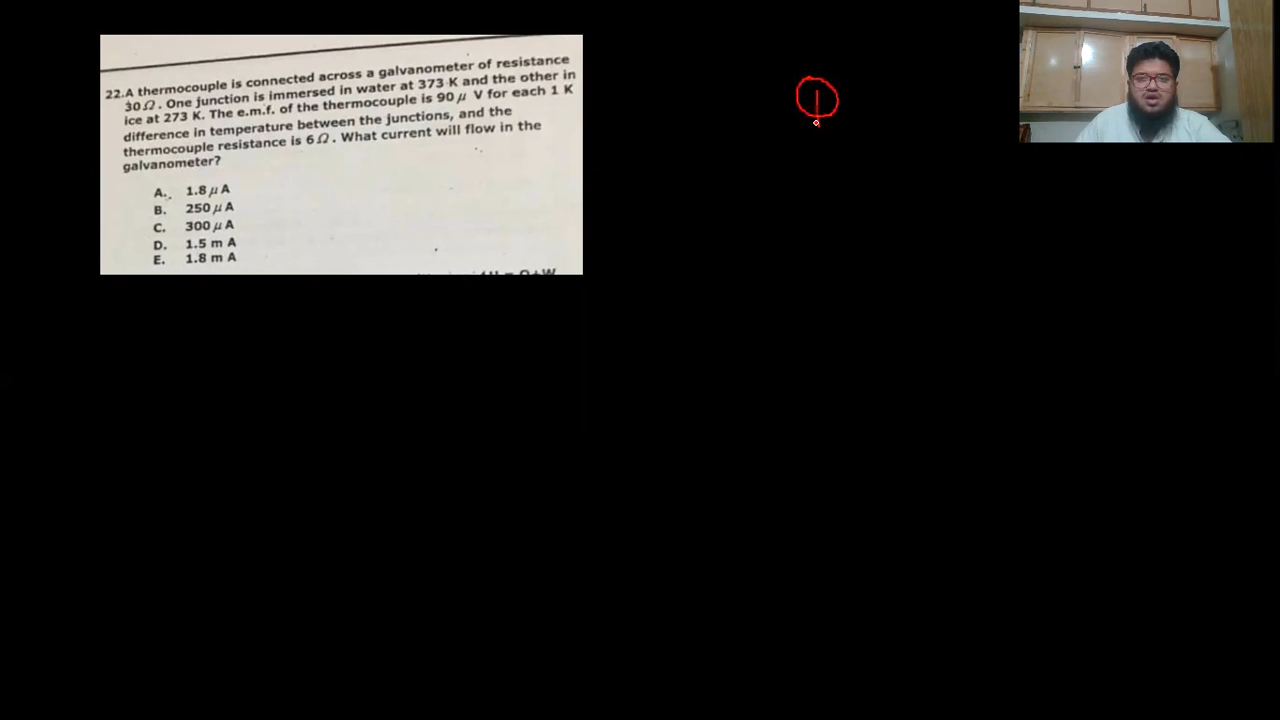 22.A thermocouple is connected across a galvanometer of resistance
30 Ω. One junction is immersed in water at 373 K and the other in
ice at 273 K. The e.m.f. of the thermocouple is 90 μ V for each 1 K
difference in temperature between the junctions, and the
thermocouple resistance is 6 Ω. What current will flow in the
galvanometer?
A. 1.8 μ A
B. 250 μ A
C. 300 μ A
D. 1.5 m A
E. 1.8 m A